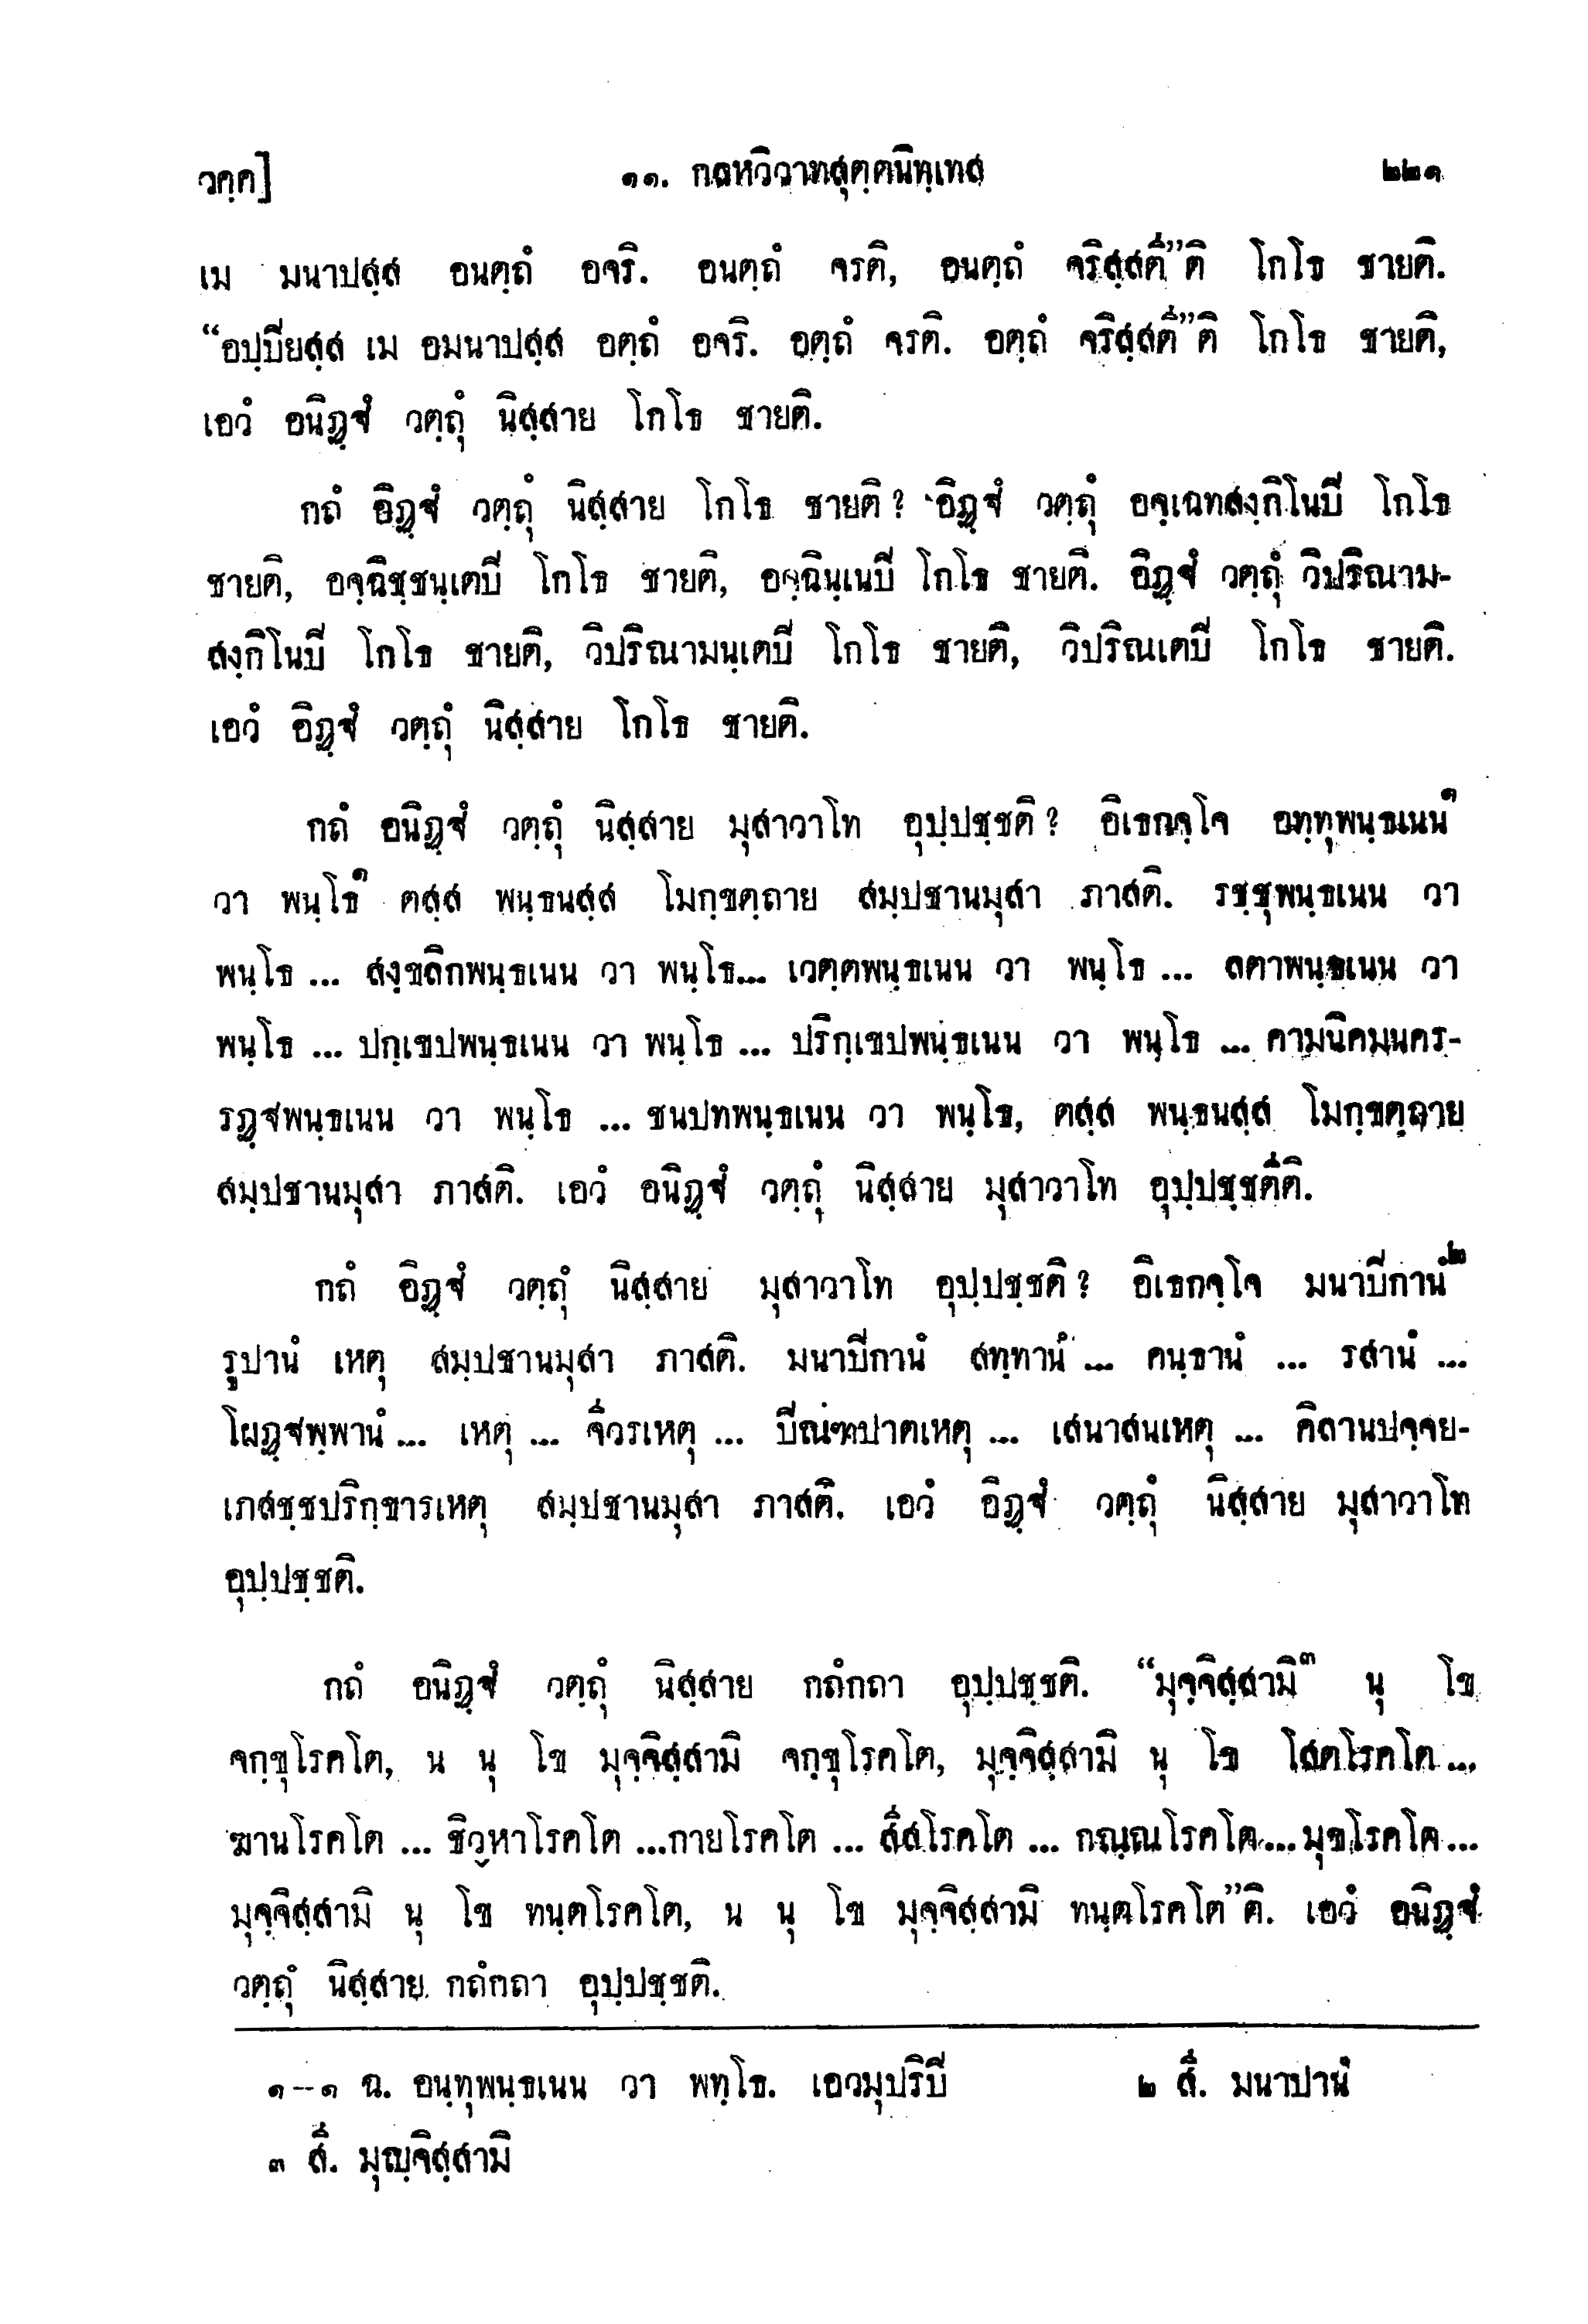 วคฺค]	๑๑. กลหวิวาทสุตฺตนิทฺเทส	๒๒๑
เม มนาปสฺส อนตฺถํ อจริ. อนตฺถํ จรติ, อนตฺถํ จริสฺสตี”ติ โกโธ ชายติ.
“อปฺปิยสฺส เม อมนาปสฺส อตฺถํ อจริ. อตฺถํ จรติ. อตฺถํ จริสฺสตี”ติ โกโธ ชายติ,
เอวํ อนิฏฺฐํ วตฺถุํ นิสฺสาย โกโธ ชายติ.
กถํ อิฏฺฐํ วตฺถุํ นิสฺสาย โกโธ ชายติ? อิฏฺฐํ วตฺถุํ อจฺเฉทสงฺกิโนปิ โกโธ
ชายติ, อจฺฉิชฺชนฺเตปิ โกโธ ชายติ, อจฺฉินฺเนปิ โกโธ ชายติ. อิฏฺฐํ วตฺถุํ วิปริณาม-
สงฺกิโนปิ โกโธ ชายติ, วิปริณามนฺเตปิ โกโธ ชายติ, วิปริณเตปิ โกโธ ชายติ.
เอวํ อิฏฺฐํ วตฺถุํ นิสฺสาย โกโธ ชายติ.
กถํ อนิฏฺฐํ วตฺถุํ นิสฺสาย มุสาวาโท อุปฺปชฺชติ? อิเธกจฺโจ อทฺทุพนฺธเนน๑
วา พนฺโธ๑ ตสฺส พนฺธนสฺส โมกฺขตฺถาย สมฺปชานมุสา ภาสติ. รชฺชุพนฺธเนน วา
พนฺโธ ... สงฺขลิกพนฺธเนน วา พนฺโธ... เวตฺตพนฺธเนน วา พนฺโธ ... ลตาพนฺธเนน วา
พนฺโธ ... ปกฺเขปพนฺธเนน วา พนฺโธ ... ปริกฺเขปพนฺธเนน วา พนฺโธ ... คามนิคมนคร-
รฏฺฐพนฺธเนน วา พนฺโธ ... ชนปทพนฺธเนน วา พนฺโธ, ตสฺส พนฺธนสฺส โมกฺขตฺถาย
สมฺปชานมุสา ภาสติ. เอวํ อนิฏฺฐํ วตฺถุํ นิสฺสาย มุสาวาโท อุปฺปชฺชตีติ.
กถํ อิฏฺฐํ วตฺถุํ นิสฺสาย มุสาวาโท อุปฺปชฺชติ? อิเธกจฺโจ มนาปิกานํ๒
รูปานํ เหตุ สมฺปชานมุสา ภาสติ. มนาปิกานํ สทฺทานํ ... คนฺธานํ ... รสานํ ...
โผฏฺฐพฺพานํ ... เหตุ ... จีวรเหตุ ... ปิณฺฑปาตเหตุ ... เสนาสนเหตุ ... คิลานปจฺจย-
เภสชฺชปริกฺขารเหตุ สมฺปชานมุสา ภาสติ. เอวํ อิฏฺฐํ วตฺถุํ นิสฺสาย มุสาวาโท
อุปฺปชฺชติ.
กถํ อนิฏฺฐํ วตฺถุํ นิสฺสาย กถํกถา อุปฺปชฺชติ. “มุจฺจิสฺสามิ๓ นุ โข
จกฺขุโรคโต, น นุ โข มุจฺจิสฺสามิ จกฺขุโรคโต, มุจฺจิสฺสามิ นุ โข โสตโรคโต ...
ฆานโรคโต ... ชิวฺหาโรคโต ...กายโรคโต ... สีสโรคโต ... กณฺณโรคโต ... มุขโรคโต ...
มุจฺจิสฺสามิ นุ โข ทนฺตโรคโต, น นุ โข มุจฺจิสฺสามิ ทนฺตโรคโต”ติ. เอวํ อนิฏฺฐํ
วตฺถุํ นิสฺสาย กถํกถา อุปฺปชฺชติ.
๑--๑ ฉ. อนฺทุพนฺธเนน วา พทฺโธ. เอวมุปริปิ	๒ สี. มนาปานํ
๓ สี. มุญฺจิสฺสามิ